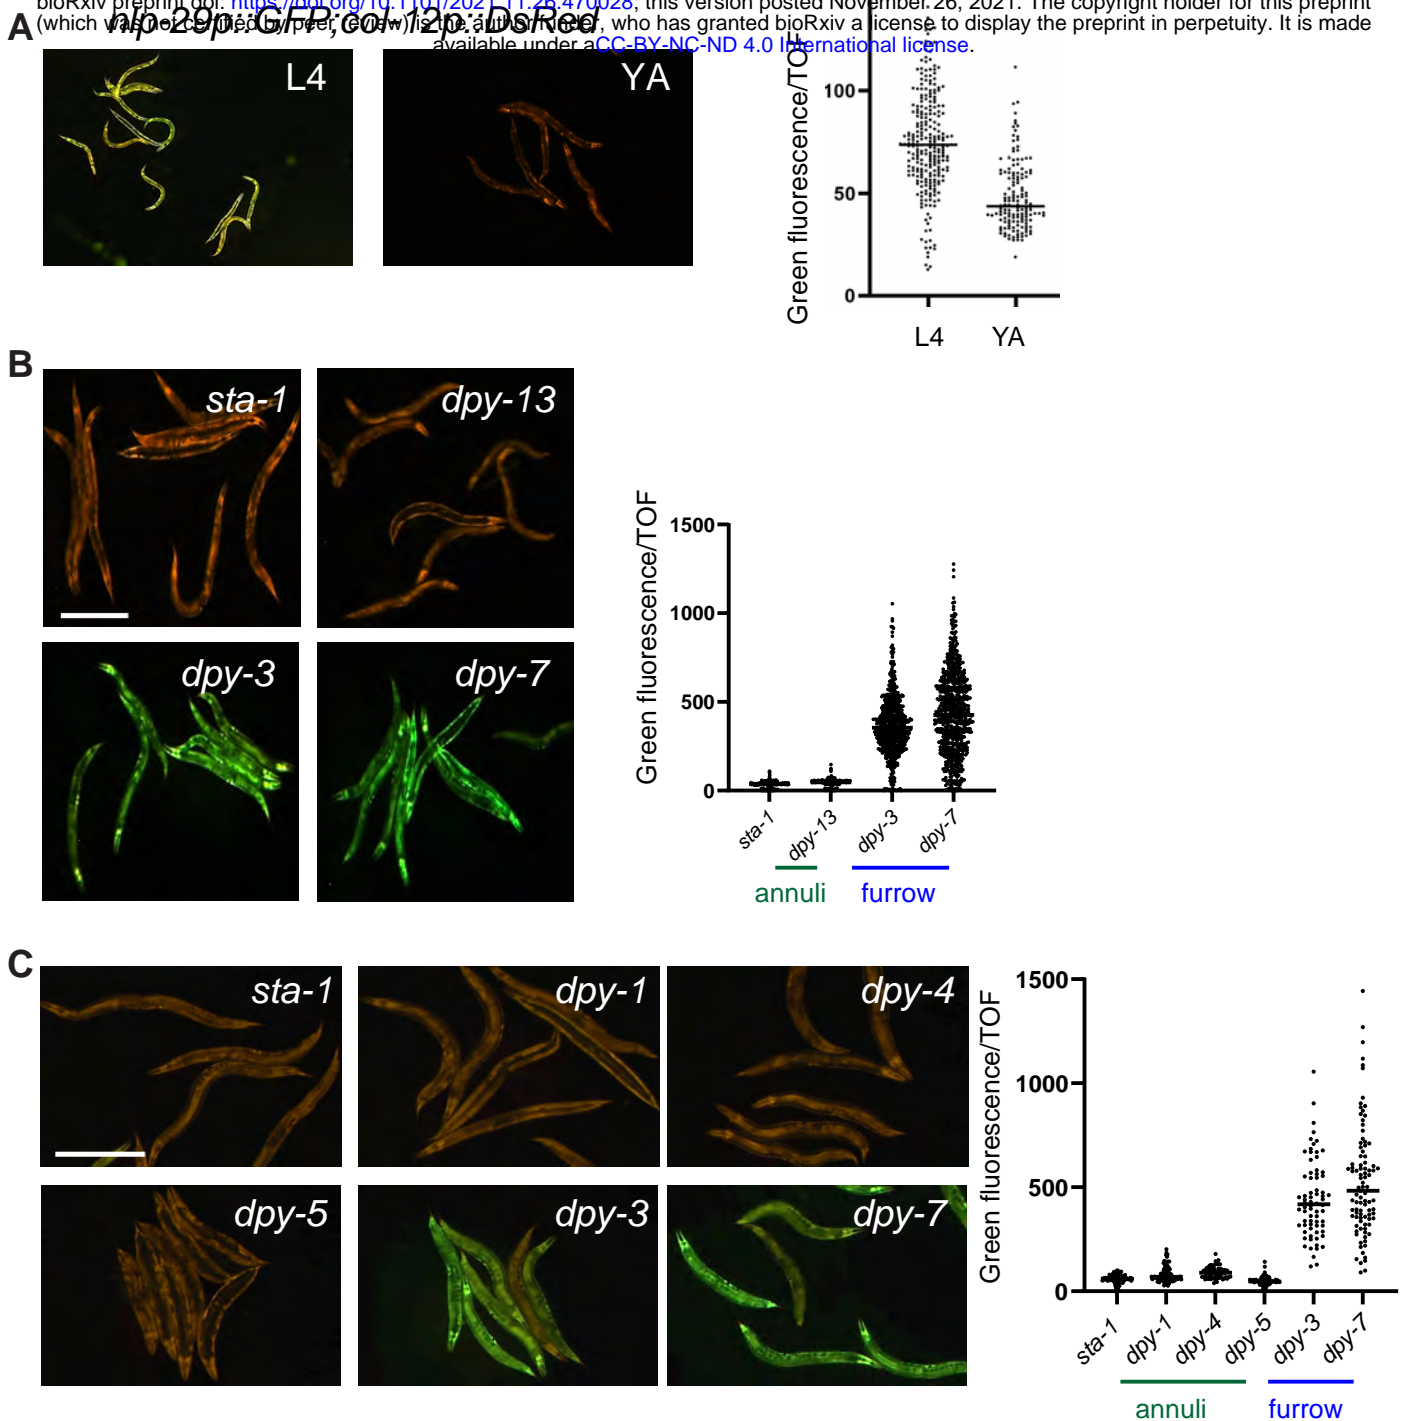 bioRxiv preprint doi: https://doi.org/10.1101/2021.11.26.470028; this version posted November 26, 2021. The copyright holder for this preprint
(which was not certified by peer review) is the author/funder, who has granted bioRxiv a license to display the preprint in perpetuity. It is made
available under aCC-BY-NC-ND 4.0 International license.
A
nlp-29p::GFP;col-12p::DsRed
L4
YA
Green fluorescence/TOF
100
50
0
L4 YA
B
sta-1
dpy-13
dpy-3
dpy-7
Green fluorescence/TOF
1500
1000
500
0
sta-1 dpy-13 dpy-3 dpy-7
annuli furrow
C
sta-1
dpy-1
dpy-4
dpy-5
dpy-3
dpy-7
Green fluorescence/TOF
1500
1000
500
0
sta-1 dpy-1 dpy-4 dpy-5 dpy-3 dpy-7
annuli furrow